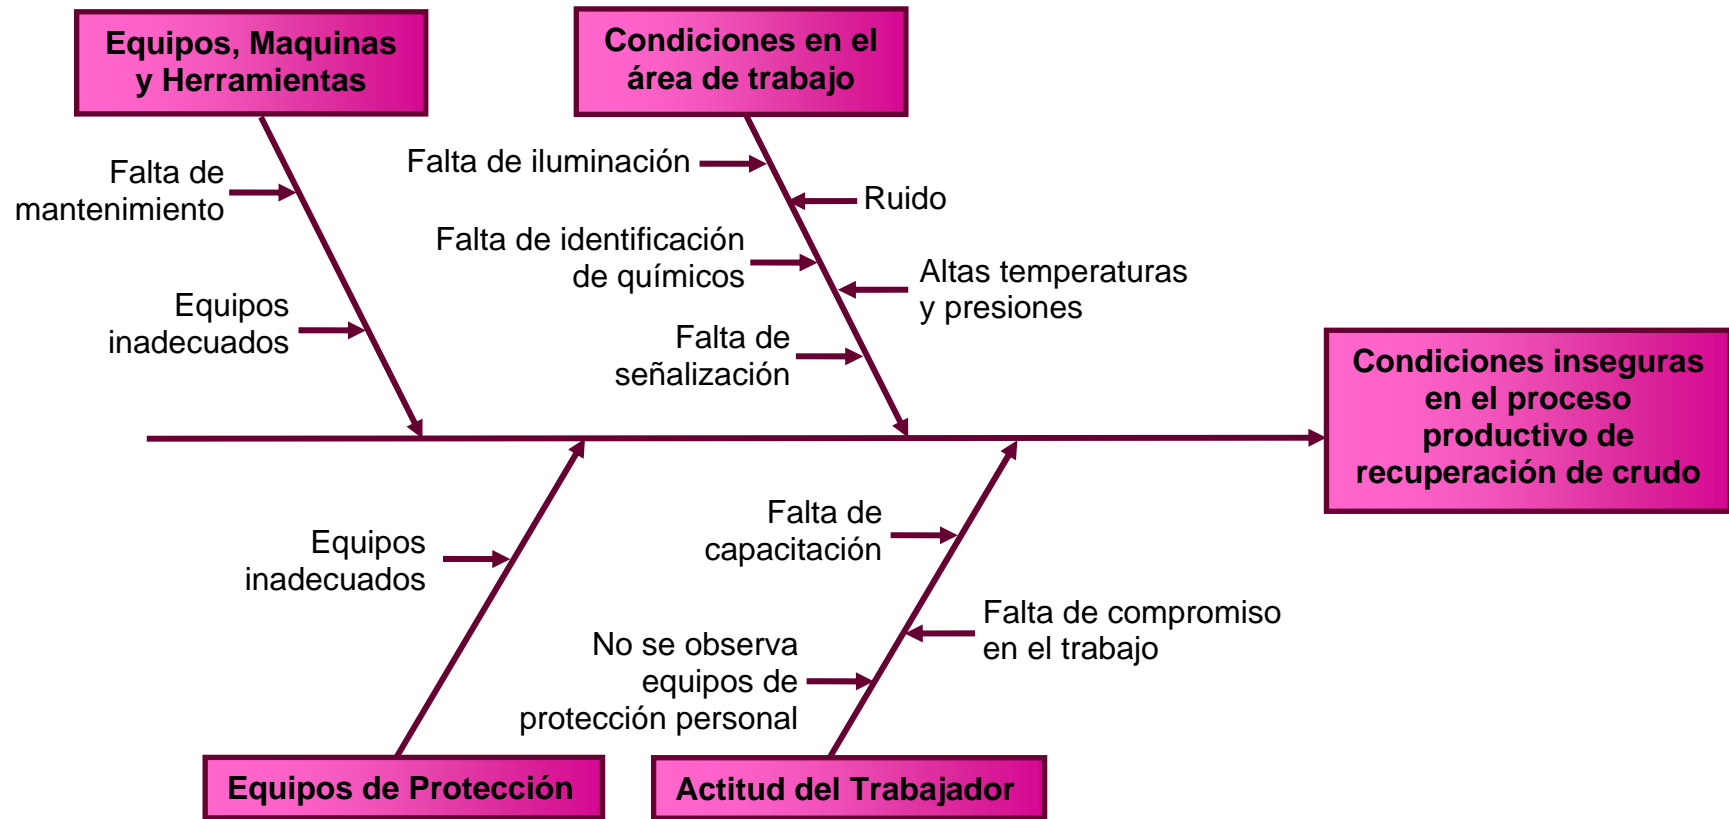 Equipos, Maquinas
y Herramientas
Condiciones en el
área de trabajo
Falta de
mantenimiento
Equipos
inadecuados
Falta de iluminación
Ruido
Falta de identificación
de químicos
Altas temperaturas
y presiones
Falta de
señalización
Condiciones inseguras
en el proceso
productivo de
recuperación de crudo
Equipos
inadecuados
Falta de
capacitación
Falta de compromiso
en el trabajo
No se observa
equipos de
protección personal
Equipos de Protección
Actitud del Trabajador